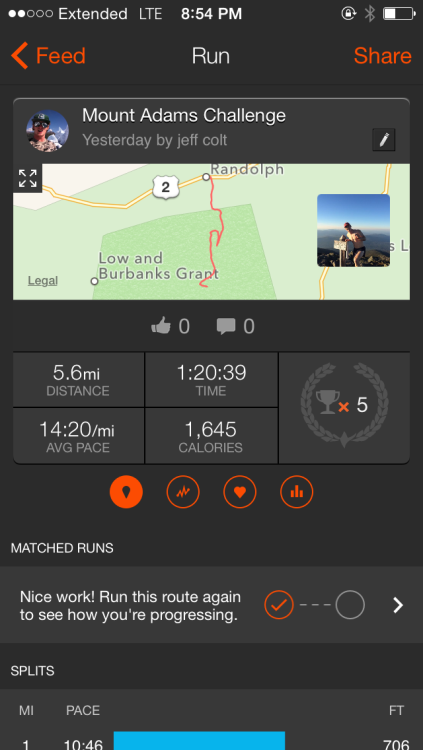 Extended LTE 8:54 PM
Feed Run Share
Mount Adams Challenge
Yesterday by jeff colt
Randolph
2
Low and
Burbanks Grant
s L
Legal
0 0
5.6mi 1:20:39
DISTANCE TIME
x 5
14:20/mi 1,645
AVG PACE CALORIES
MATCHED RUNS
Nice work! Run this route again
to see how you're progressing.
SPLITS
MI PACE FT
1 10:46 706